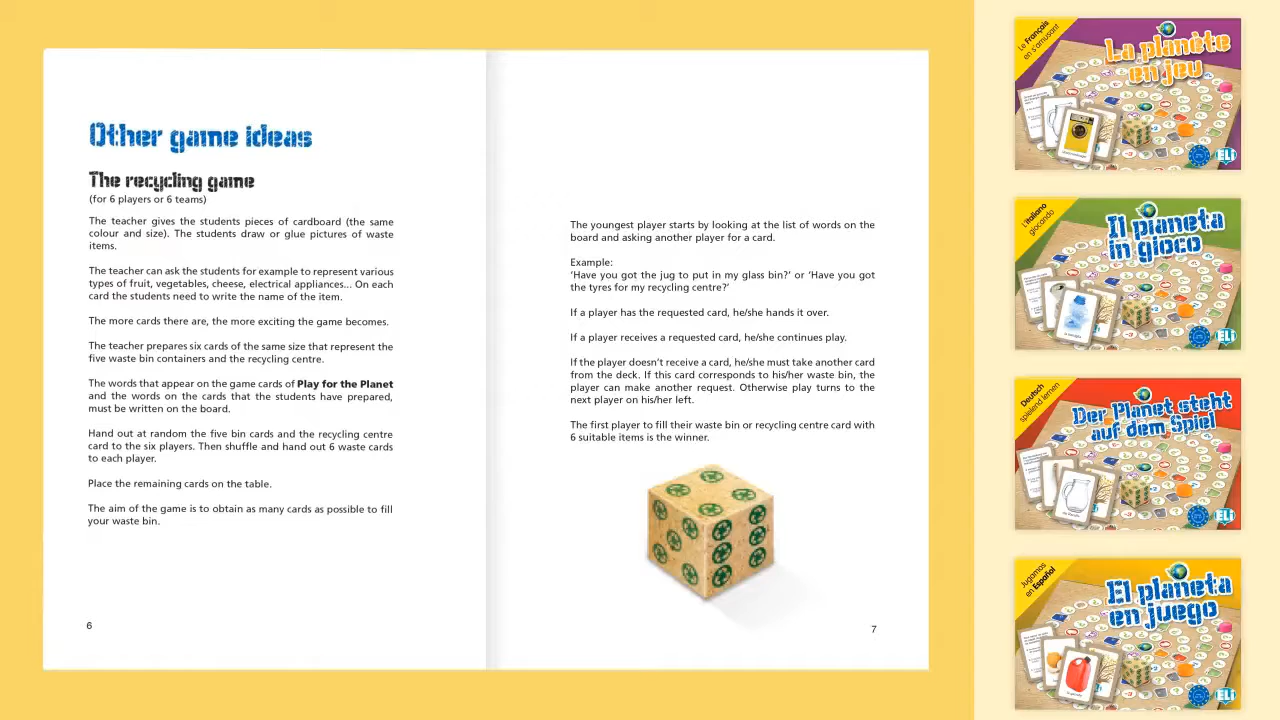 Other game ideas
The recycling game
(for 6 players or 6 teams)
The teacher gives the students pieces of cardboard (the same
colour and size). The students draw or glue pictures of waste
items.
The teacher can ask the students for example to represent various
types of fruit, vegetables, cheese, electrical appliances... On each
card the students need to write the name of the item.
The more cards there are, the more exciting the game becomes.
The teacher prepares six cards of the same size that represent the
five waste bin containers and the recycling centre.
The words that appear on the game cards of Play for the Planet
and the words on the cards that the students have prepared,
must be written on the board.
Hand out at random the five bin cards and the recycling centre
card to the six players. Then shuffle and hand out 6 waste cards
to each player.
Place the remaining cards on the table.
The aim of the game is to obtain as many cards as possible to fill
your waste bin.
6
The youngest player starts by looking at the list of words on the
board and asking another player for a card.
Example:
‘Have you got the jug to put in my glass bin?’ or ‘Have you got
the tyres for my recycling centre?’
If a player has the requested card, he/she hands it over.
If a player receives a requested card, he/she continues play.
If the player doesn’t receive a card, he/she must take another card
from the deck. If this card corresponds to his/her waste bin, the
player can make another request. Otherwise play turns to the
next player on his/her left.
The first player to fill their waste bin or recycling centre card with
6 suitable items is the winner.
7
Le Français
en s'amusant
La planète
en jeu
ELi
L'italiano
giocando
Il pianeta
in gioco
ELi
Deutsch
spielend lernen
Der Planet steht
auf dem Spiel
ELi
Jugamos
en Español
El planeta
en juego
ELi